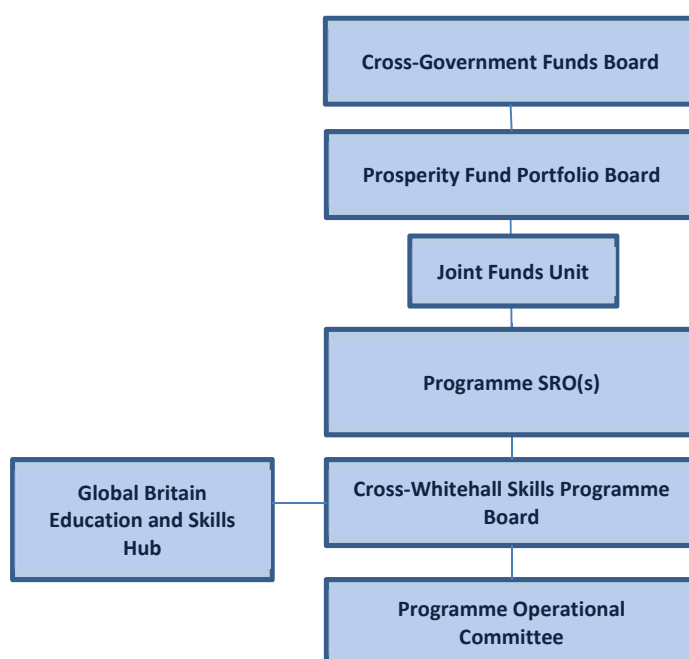 Cross-Government Funds Board
Prosperity Fund Portfolio Board
Joint Funds Unit
Programme SRO(s)
Global Britain
Education and Skills
Hub
Cross-Whitehall Skills Programme
Board
Programme Operational
Committee